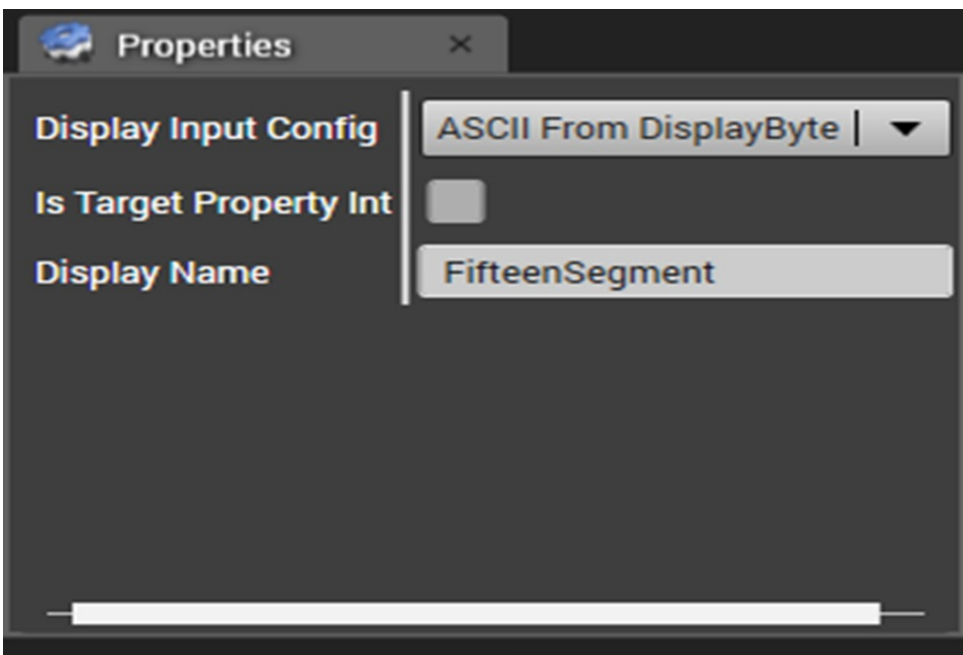 Properties ×
Display Input Config ASCII From DisplayByte
Is Target Property Int
Display Name FifteenSegment